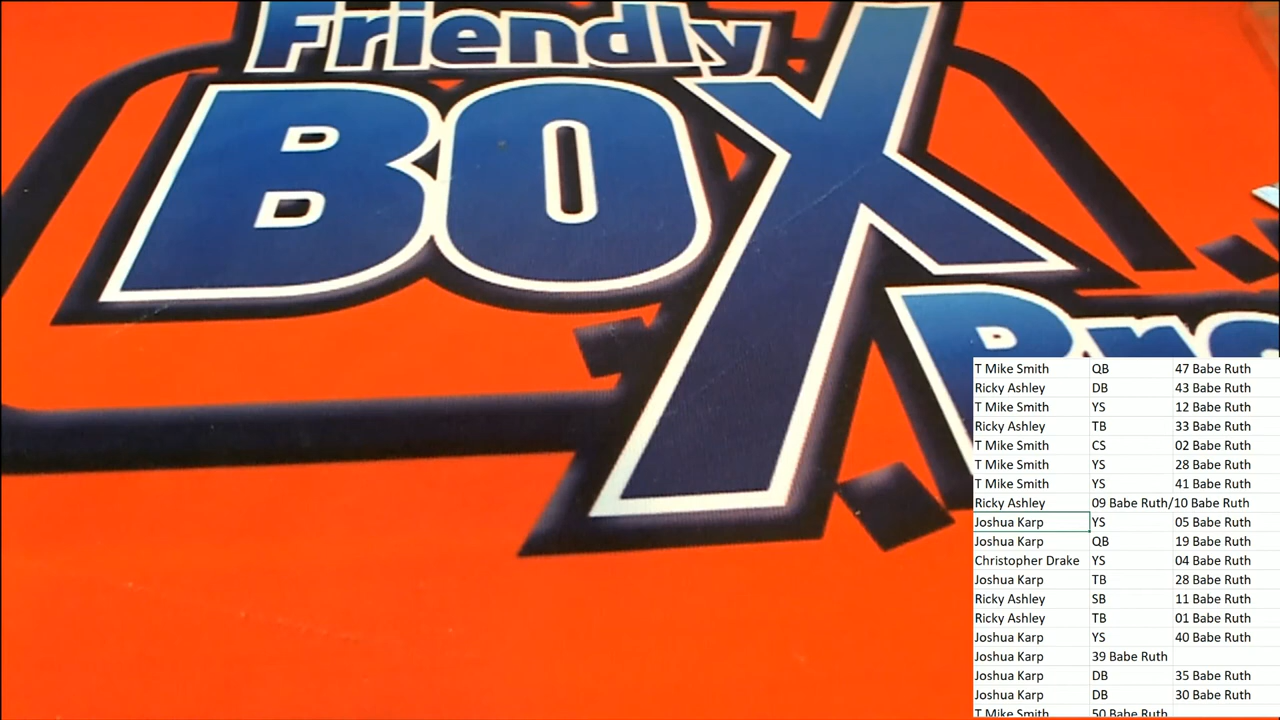 Friendly
BOX
T Mike Smith QB 47 Babe Ruth
Ricky Ashley DB 43 Babe Ruth
T Mike Smith YS 12 Babe Ruth
Ricky Ashley TB 33 Babe Ruth
T Mike Smith CS 02 Babe Ruth
T Mike Smith YS 28 Babe Ruth
T Mike Smith YS 41 Babe Ruth
Ricky Ashley 09 Babe Ruth/10 Babe Ruth
Joshua Karp YS 05 Babe Ruth
Joshua Karp QB 19 Babe Ruth
Christopher Drake YS 04 Babe Ruth
Joshua Karp TB 28 Babe Ruth
Ricky Ashley SB 11 Babe Ruth
Ricky Ashley TB 01 Babe Ruth
Joshua Karp YS 40 Babe Ruth
Joshua Karp 39 Babe Ruth
Joshua Karp DB 35 Babe Ruth
Joshua Karp DB 30 Babe Ruth
T Mike Smith 50 Babe Ruth